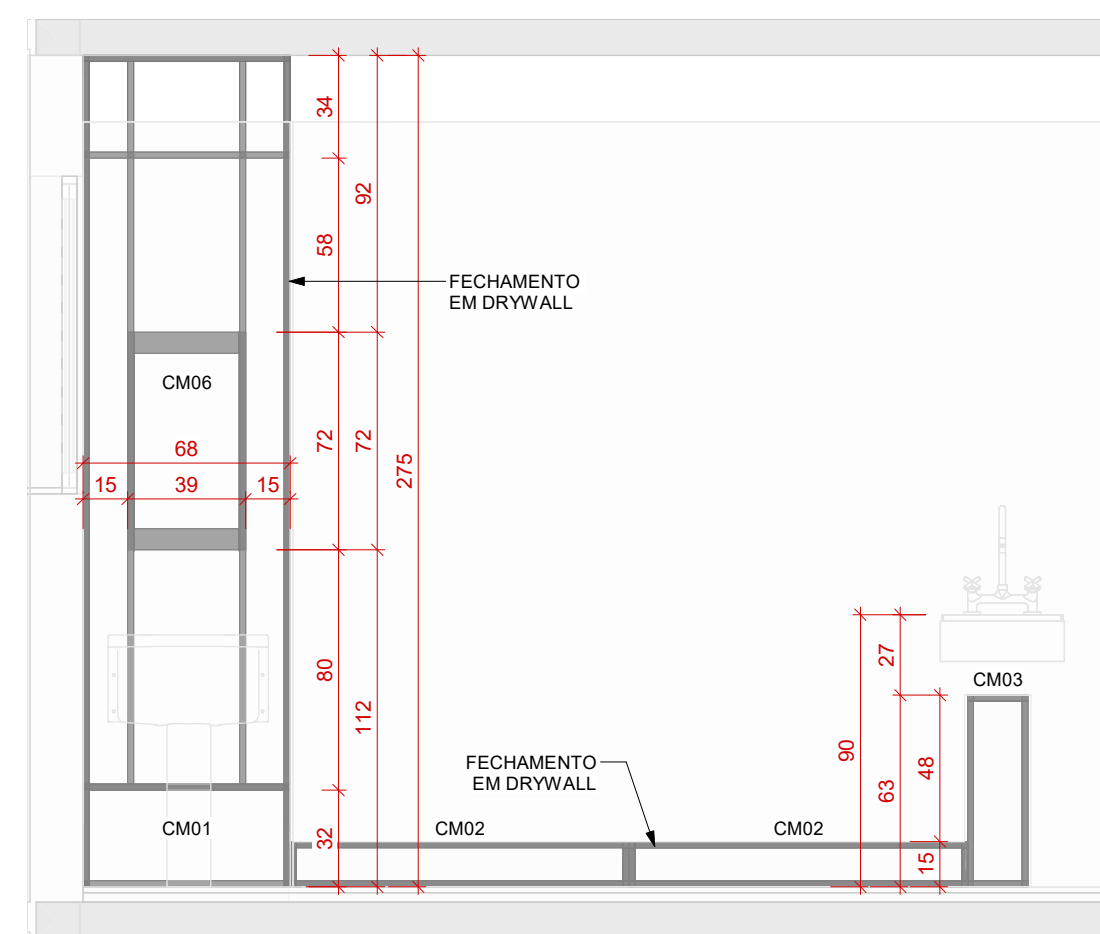 34
92
58
FECHAMENTO
EM DRYWALL
CM06
68
72
72
275
15
39
15
27
CM03
80
112
90
63
48
FECHAMENTO
EM DRYWALL
CM01
32
CM02
CM02
15